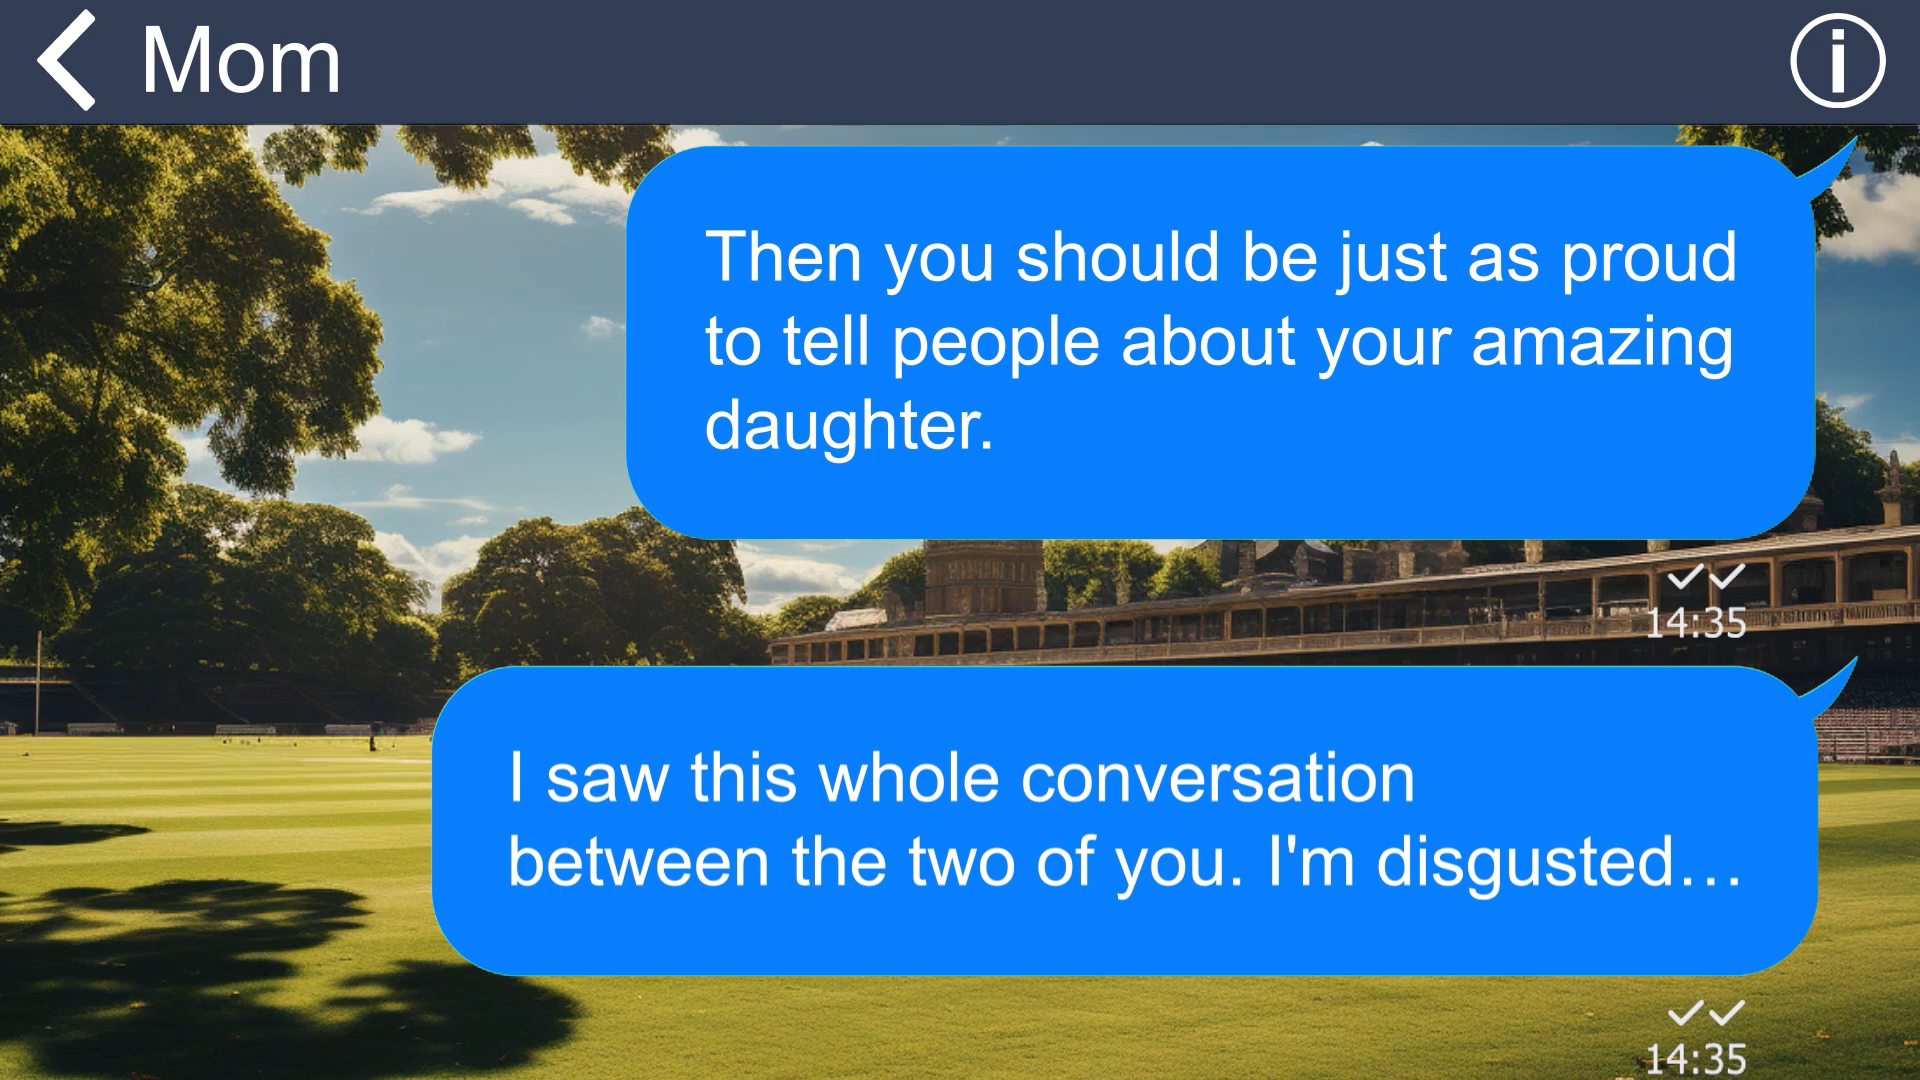 Mom
Then you should be just as proud
to tell people about your amazing
daughter.
14:35
I saw this whole conversation
between the two of you. I'm disgusted…
14:35